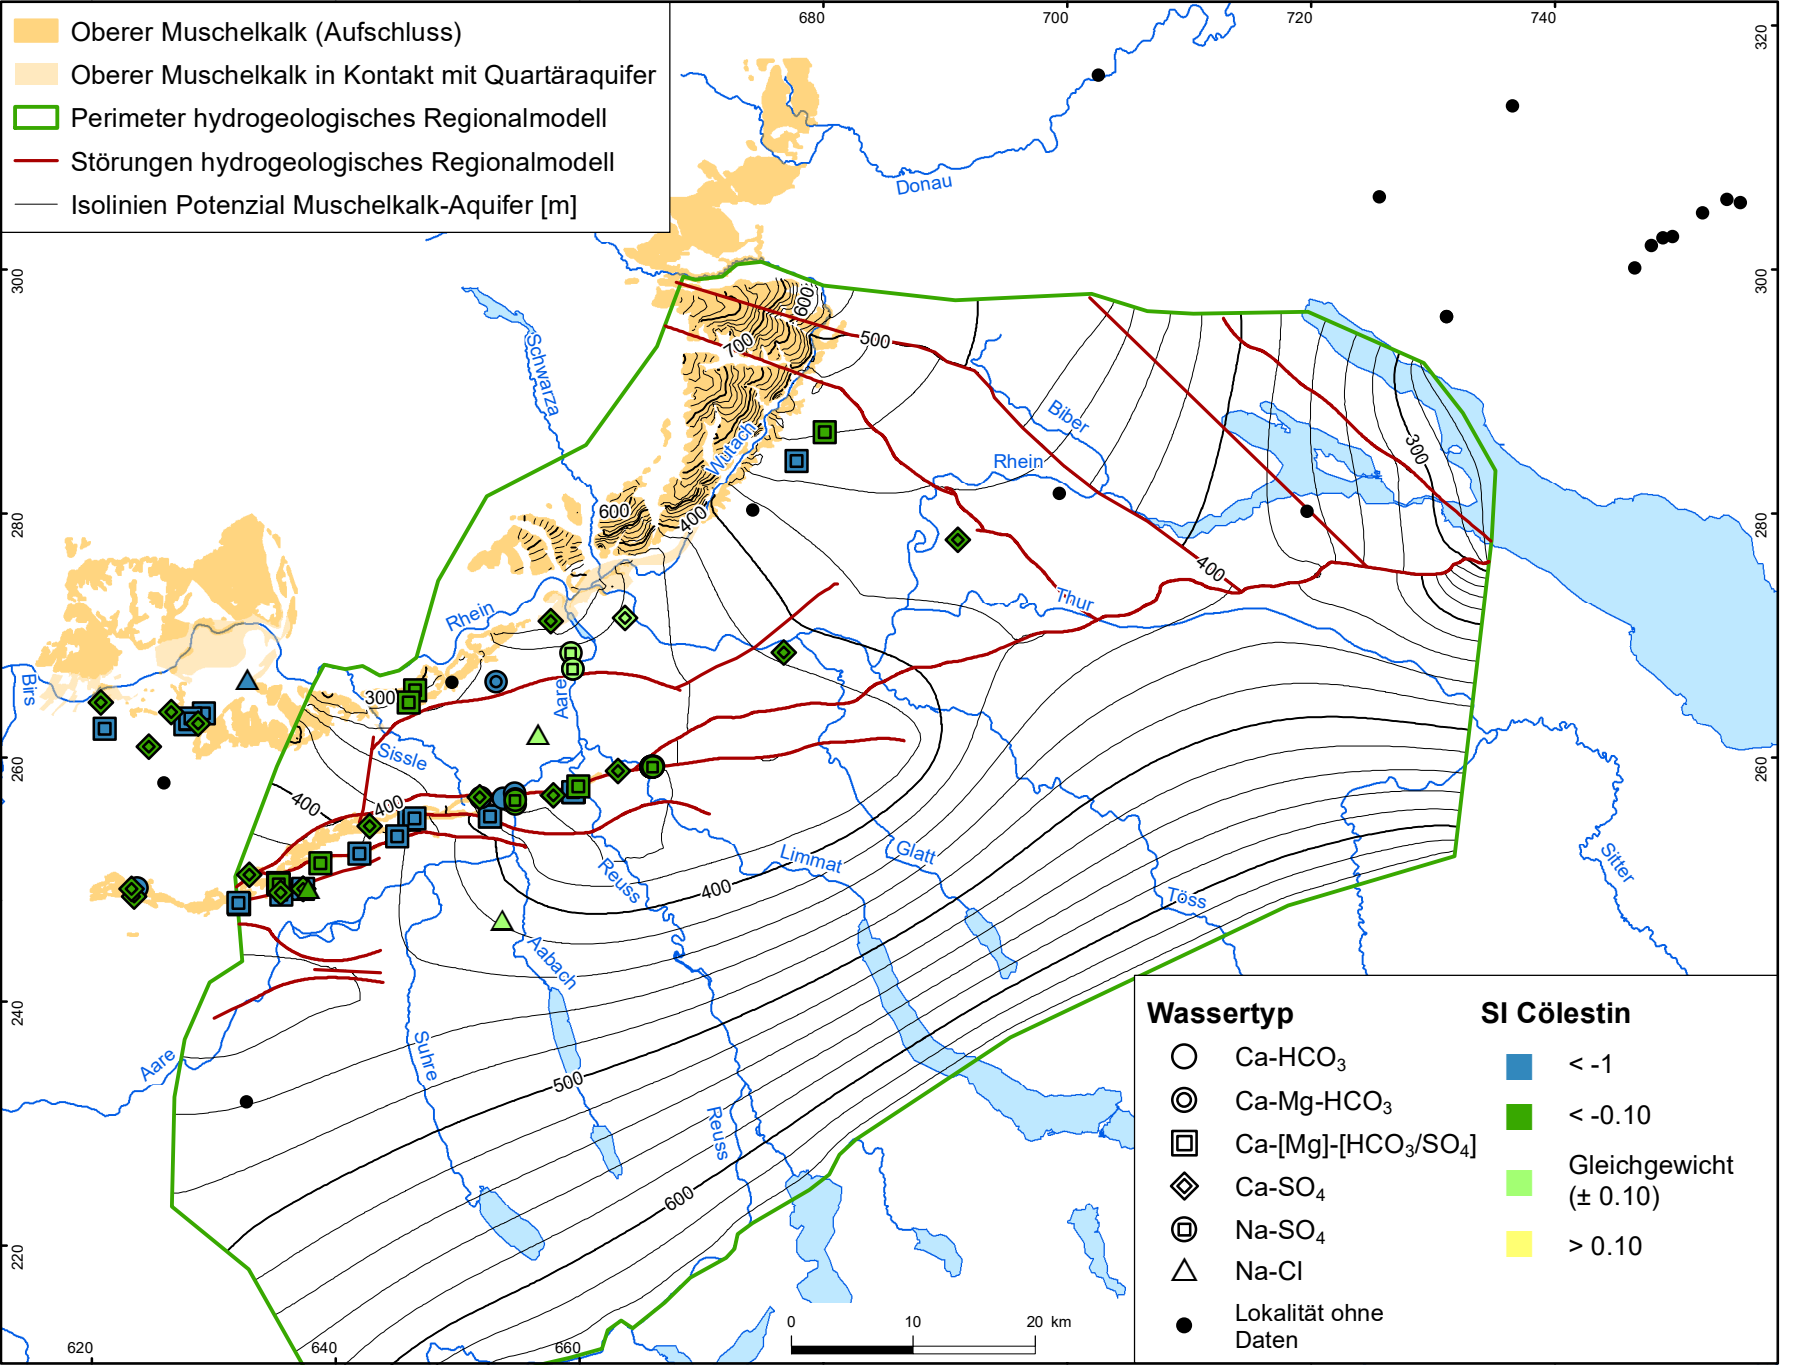 Oberer Muschelkalk (Aufschluss)
Oberer Muschelkalk in Kontakt mit Quartäraquifer
Perimeter hydrogeologisches Regionalmodell
Störungen hydrogeologisches Regionalmodell
Isolinien Potenzial Muschelkalk-Aquifer [m]
680
700
720
740
320
300
300
280
280
260
260
240
220
620
640
660
Donau
Schwarza
Wutach
Biber
Rhein
Rhein
Thur
Birs
Aare
Sissle
Limmat
Glatt
Reuss
Töss
Sitter
Aabach
Suhre
Aare
Reuss
600
700
500
600
400
300
400
300
400
400
400
500
600
Wassertyp
Ca-HCO₃
Ca-Mg-HCO₃
Ca-[Mg]-[HCO₃/SO₄]
Ca-SO₄
Na-SO₄
Na-Cl
Lokalität ohne
Daten
SI Cölestin
< -1
< -0.10
Gleichgewicht
(± 0.10)
> 0.10
0 10 20 km